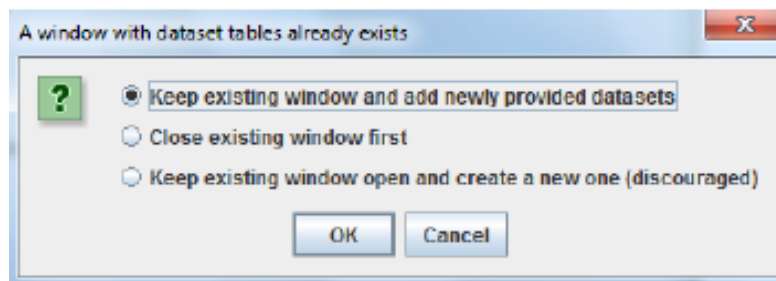 A window with dataset tables already exists
Keep existing window and add newly provided datasets
Close existing window first
Keep existing window open and create a new one (discouraged)
OK Cancel